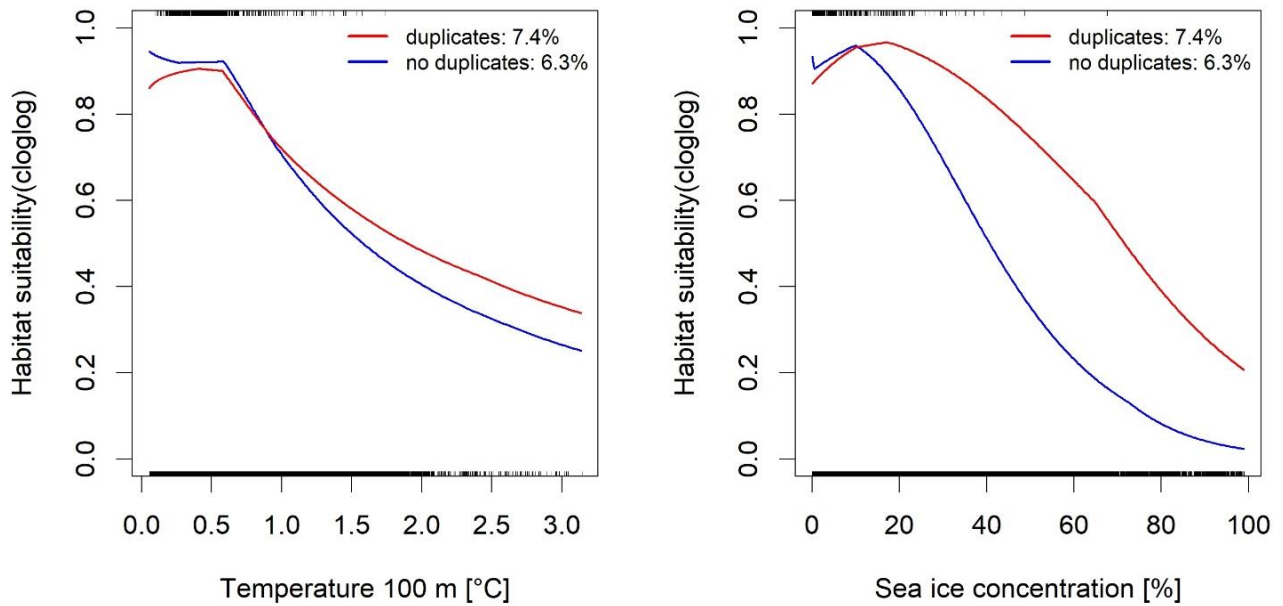 duplicates: 7.4%
no duplicates: 6.3%
Habitat suitability(cloglog)
0.0 0.2 0.4 0.6 0.8 1.0
0.0 0.5 1.0 1.5 2.0 2.5 3.0
Temperature 100 m [°C]
duplicates: 7.4%
no duplicates: 6.3%
Habitat suitability(cloglog)
0.0 0.2 0.4 0.6 0.8 1.0
0 20 40 60 80 100
Sea ice concentration [%]